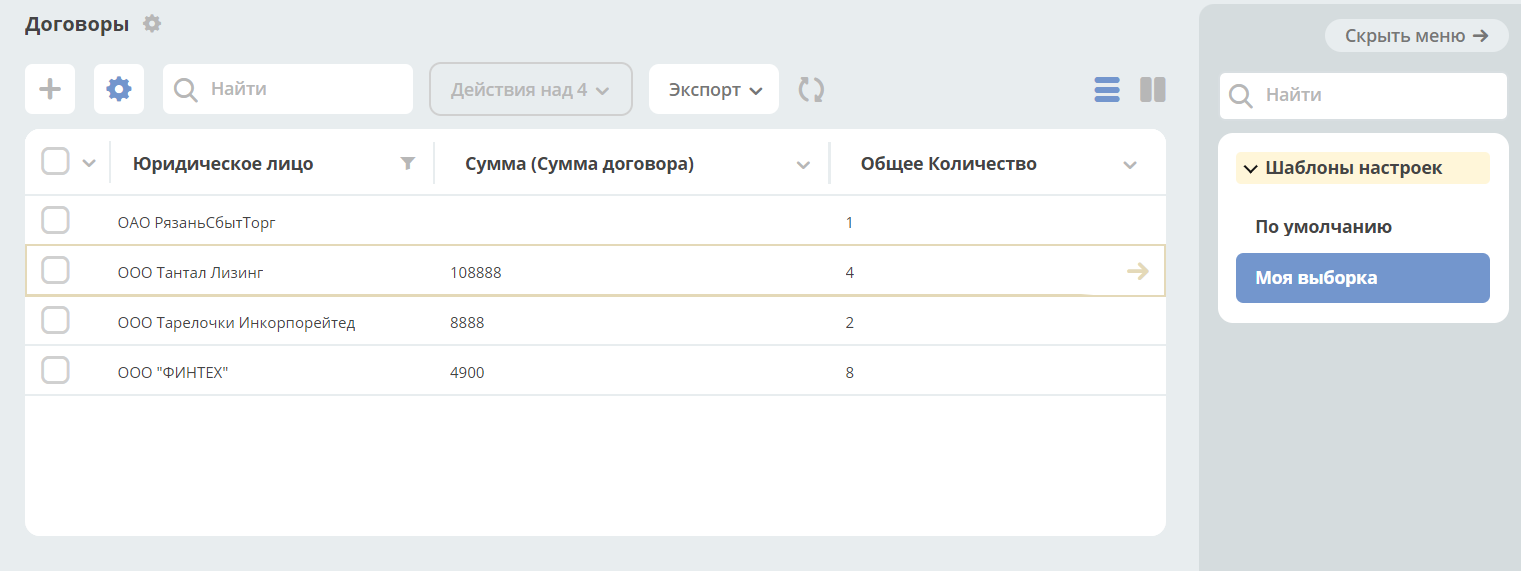 Договоры
Скрыть меню
Найти
Действия над 4
Экспорт
Найти
Юридическое лицо
Сумма (Сумма договора)
Общее Количество
ОАО РязаньСбытТорг
1
ООО Тантал Лизинг
108888
4
ООО Тарелочки Инкорпорейтед
8888
2
ООО "ФИНТЕХ"
4900
8
Шаблоны настроек
По умолчанию
Моя выборка